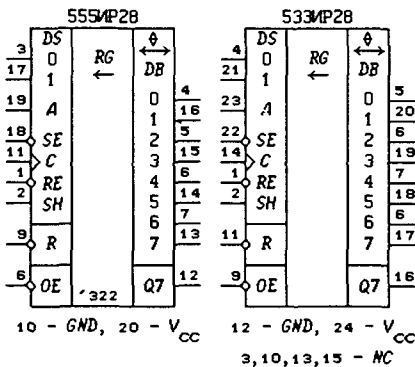 555ИР28
DS θ
3 0 RG ↔
17 1 ← DB
0 4
19 A 1 16
18 SE 2 5
11 C 3 15
1 RE 4 6
2 SH 5 14
6 7
9 R 7 13
6 OE Q7 12
'322
10 - GND, 20 - VCC
533ИР28
DS θ
4 0 RG ↔
21 1 ← DB
0 5
23 A 1 20
22 SE 2 6
14 C 3 19
1 RE 4 7
2 SH 5 18
6 6
11 R 7 17
9 OE Q7 16
12 - GND, 24 - VCC
3,10,13,15 - NC